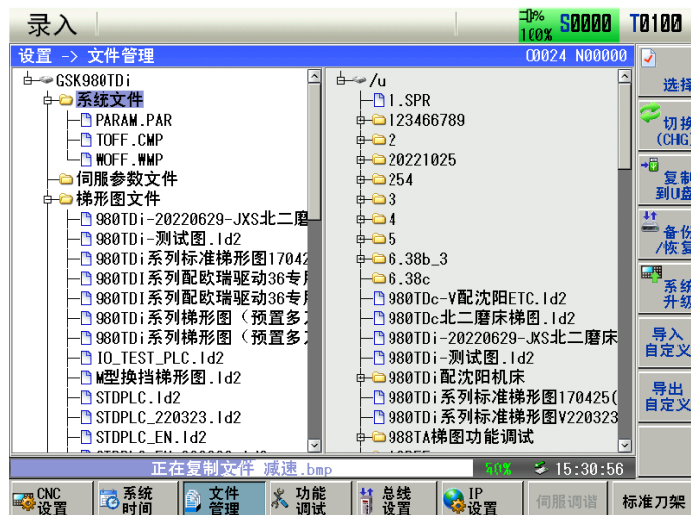 录入
100% S0000 T0100
设置 -> 文件管理 O0024 N00000
GSK980TDi
系统文件
PARAM.PAR
TOFF.CMP
WOFF.WMP
伺服参数文件
梯形图文件
980TDi-20220629-JXS北二磨
980TDi-测试图.ld2
980TDi系列标准梯形图17042
980TDI系列配欧瑞驱动36专
980TDI系列配欧瑞驱动36专
980TDi系列梯形图（预置多
980TDi系列梯形图（预置多
IO_TEST_PLC.ld2
M型换挡梯形图.ld2
STDPLC.ld2
STDPLC_220323.ld2
STDPLC_EN.ld2
/u
1.SPR
123466789
2
20221025
254
3
4
5
6.38b_3
6.38c
980TDc-V配沈阳ETC.ld2
980TDc北二磨床梯图.ld2
980TDi-20220629-JXS北二磨床
980TDi-测试图.ld2
980TDi配沈阳机床
980TDi系列标准梯形图170425(
980TDi系列标准梯形图V220323
988TA梯图功能调试
选择
切换
(CHG)
复制
到U盘
备份
/恢复
系统
升级
导入
自定义
导出
自定义
正在复制文件 减速.bmp 50% 15:30:56
CNC
设置
系统
时间
文件
管理
功能
调试
总线
设置
IP
设置
伺服调谐
标准刀架